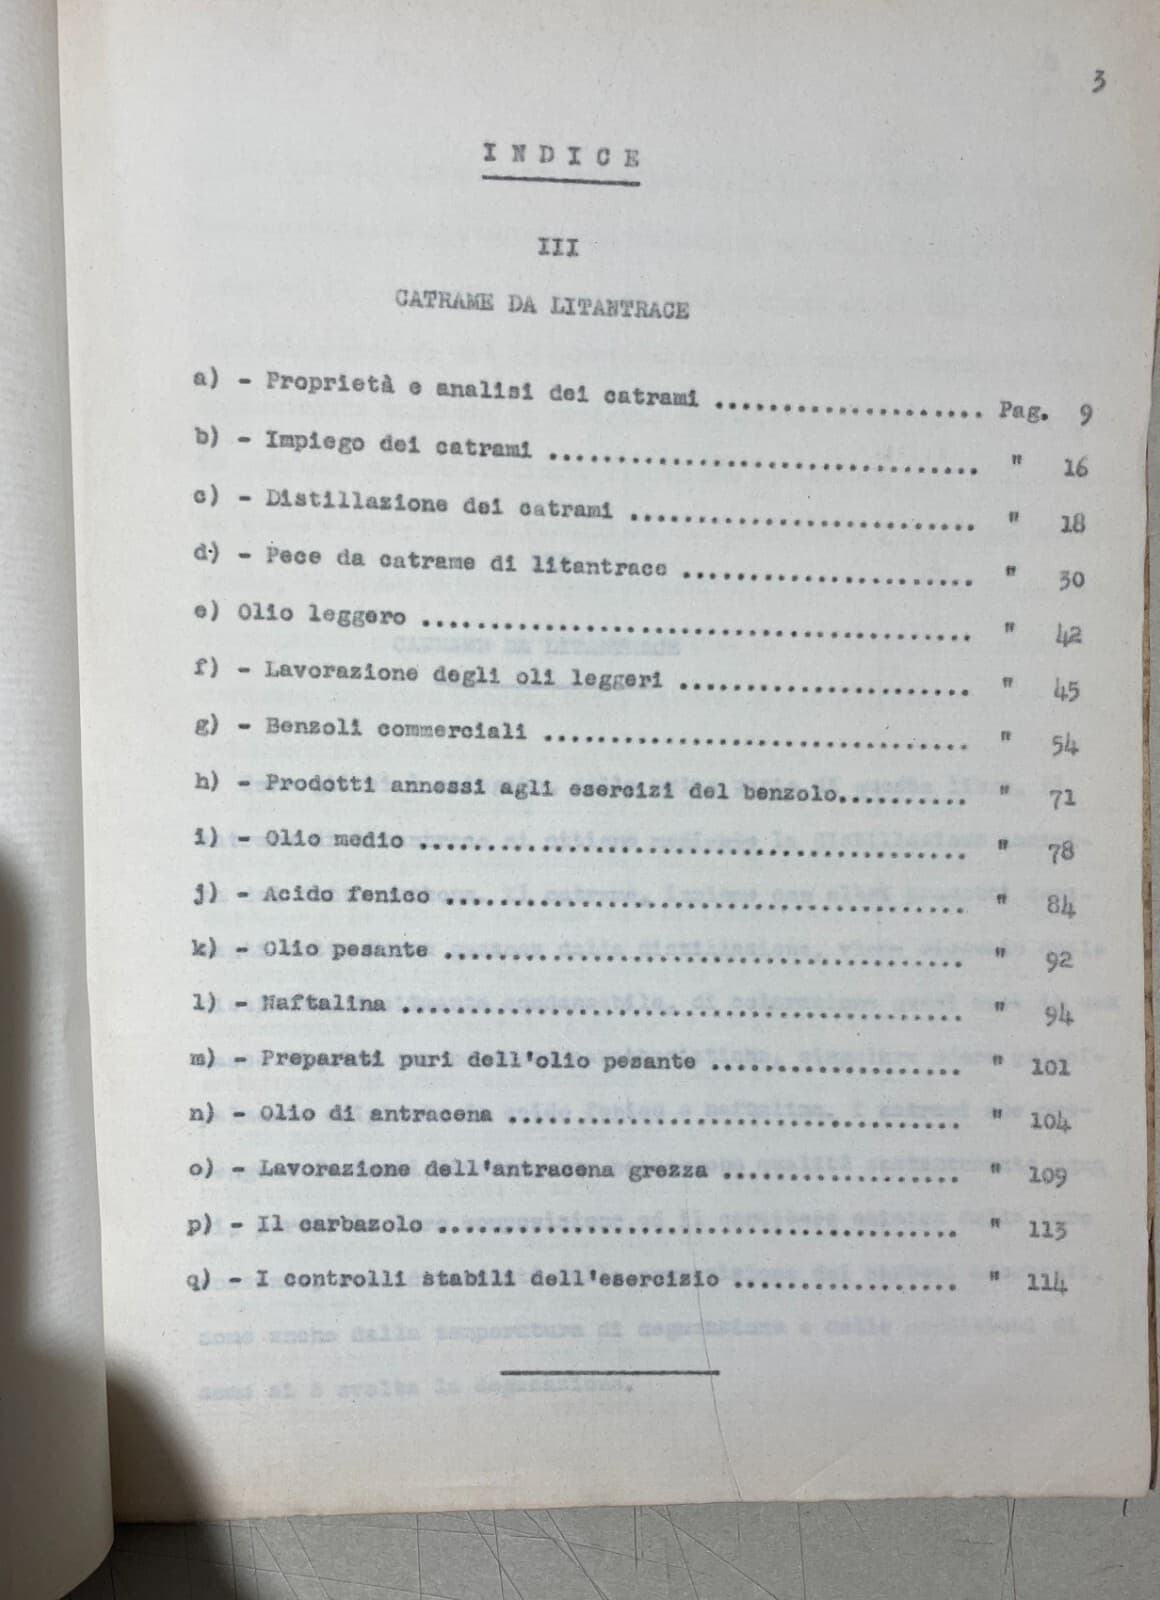 3
INDICE
III
CATRAME DA LITANTRACE
a) - Proprietà e analisi dei catrami .................... Pag. 9
b) - Impiego dei catrami ................................ " 16
c) - Distillazione dei catrami .......................... " 18
d) - Pece da catrame di litantrace ...................... " 30
e) Olio leggero ......................................... " 42
f) - Lavorazione degli oli leggeri ...................... " 45
g) - Benzoli commerciali ................................ " 54
h) - Prodotti annessi agli esercizi del benzolo.......... " 71
i) - Olio medio ......................................... " 78
j) - Acido fenico ....................................... " 84
k) - Olio pesante ....................................... " 92
l) - Naftalina .......................................... " 94
m) - Preparati puri dell'olio pesante ................... " 101
n) - Olio di antracena .................................. " 104
o) - Lavorazione dell'antracena grezza .................. " 109
p) - Il carbazolo ....................................... " 113
q) - I controlli stabili dell'esercizio ................. " 114